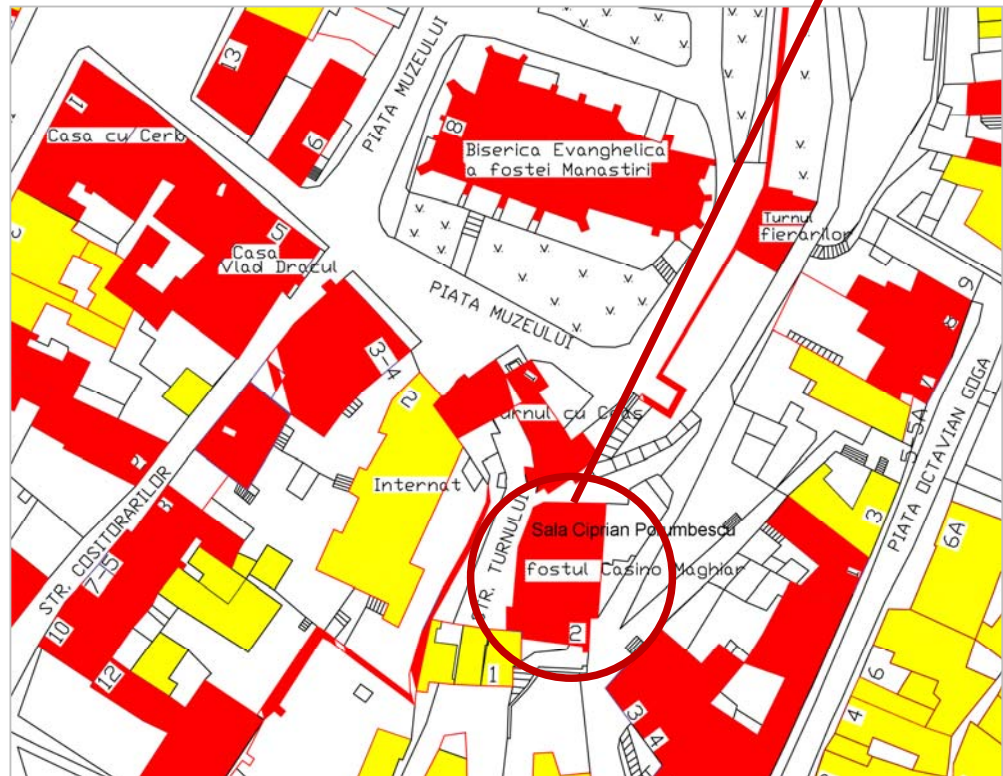 13
6
PIATA MUZEULUI
8
1
Casa cu Cerb
Biserica Evanghelica
a fostei Manastiri
5
Casa
Vlad Dracul
Turnul
fierarilor
9
8
PIATA MUZEULUI
3-4
2
Turnul cu Ceas
5-5A
PIATA OCTAVIAN GOGA
Internat
STR. COSITORARILOR
7-5
STR. TURNULUI
Sala Ciprian Porumbescu
fostul Casino Maghiar
3
6A
10
12
1
2
3
4
6
4